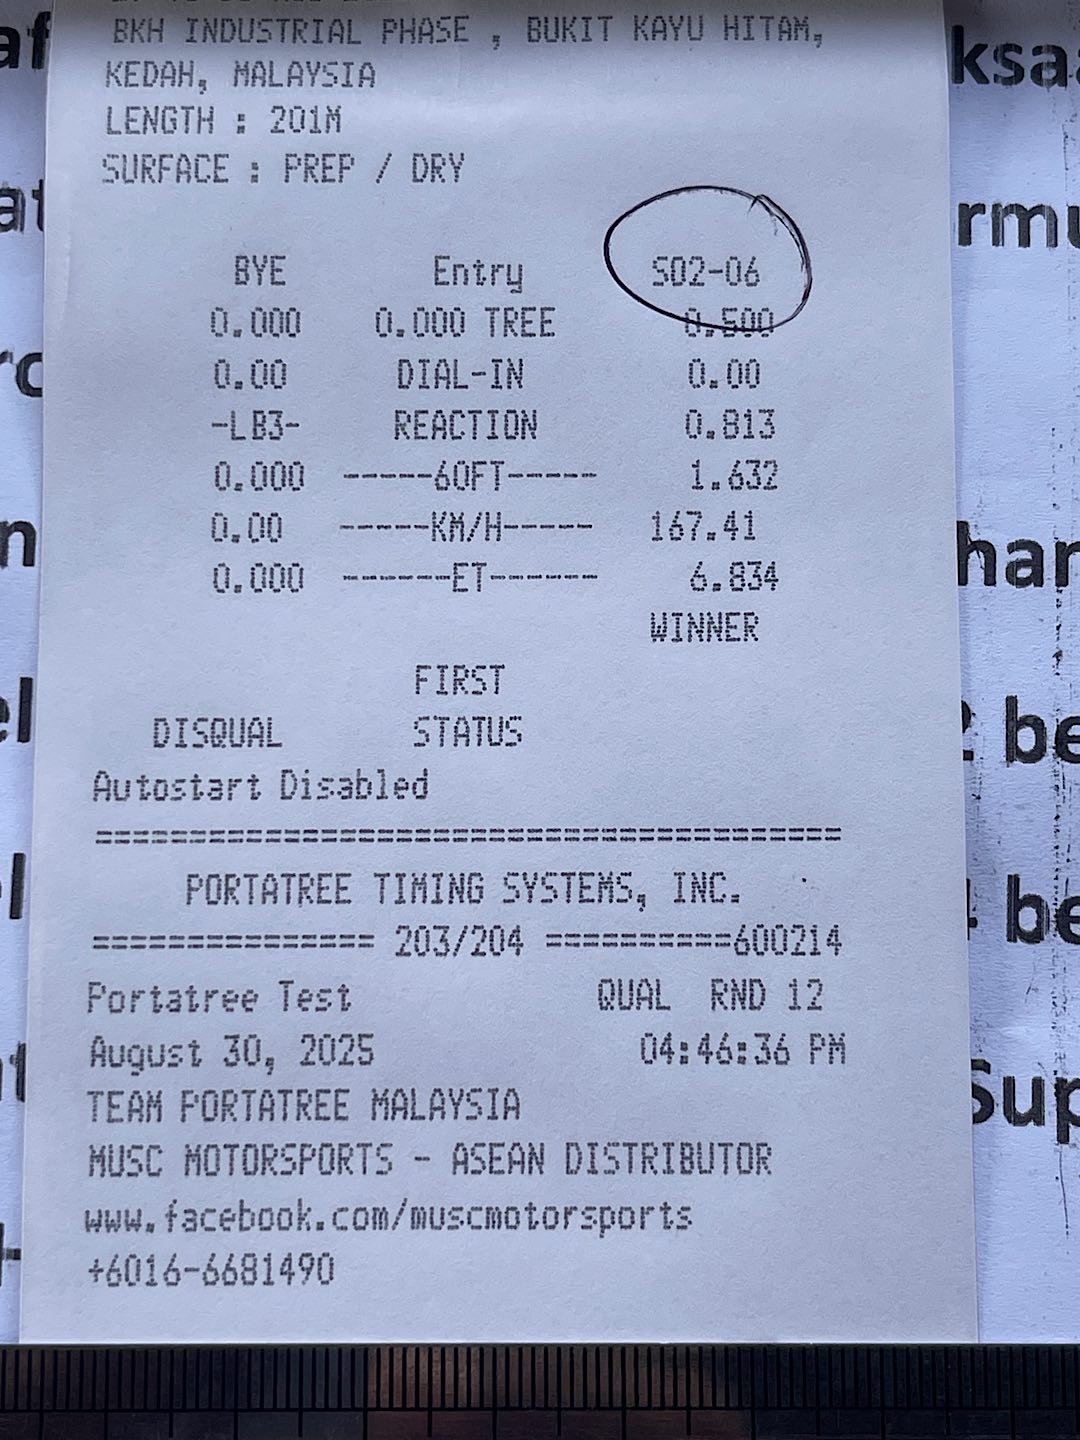 BKH INDUSTRIAL PHASE , BUKIT KAYU HITAM,
KEDAH, MALAYSIA
LENGTH : 201M
SURFACE : PREP / DRY
BYE Entry S02-06
0.000 0.000 TREE 0.500
0.00 DIAL-IN 0.00
-LB3- REACTION 0.813
0.000 -----60FT----- 1.632
0.00 -----KM/H----- 167.41
0.000 ------ET------ 6.834
WINNER
FIRST
DISQUAL STATUS
Autostart Disabled
========================================
PORTATREE TIMING SYSTEMS, INC.
=============== 203/204 ==========600214
Portatree Test QUAL RND 12
August 30, 2025 04:46:36 PM
TEAM PORTATREE MALAYSIA
MUSC MOTORSPORTS - ASEAN DISTRIBUTOR
www.facebook.com/muscmotorsports
+6016-6681490